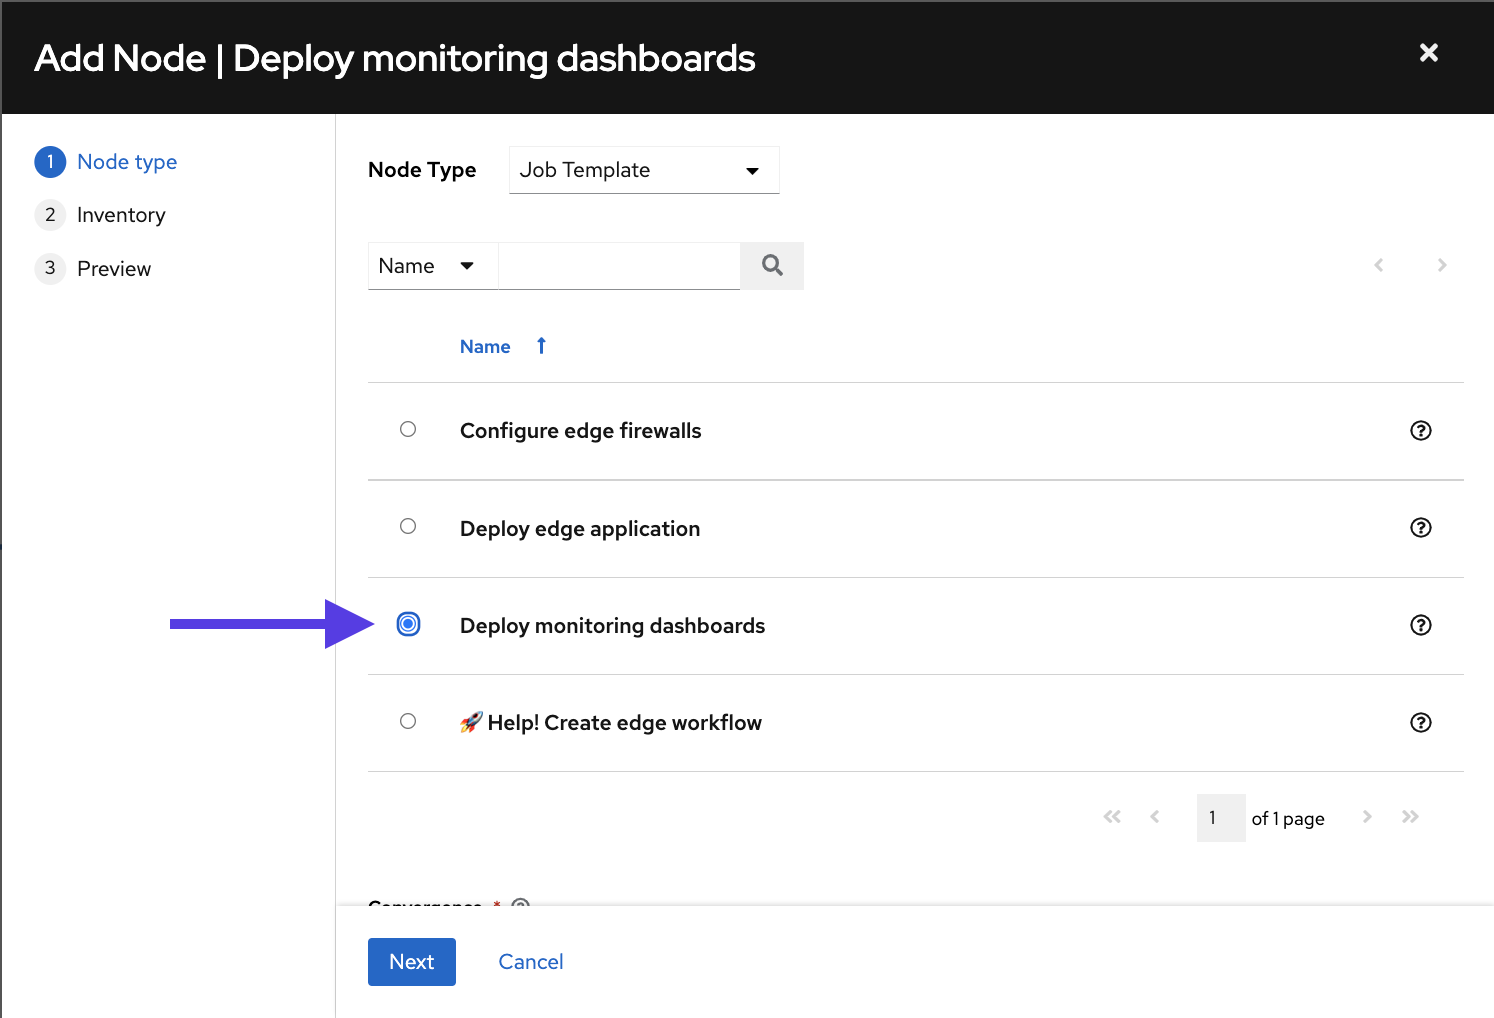 Add Node | Deploy monitoring dashboards
1 Node type
2 Inventory
3 Preview
Node Type Job Template
Name
Name
Configure edge firewalls
Deploy edge application
Deploy monitoring dashboards
🚀 Help! Create edge workflow
1 of 1 page
Convergence *
Next Cancel